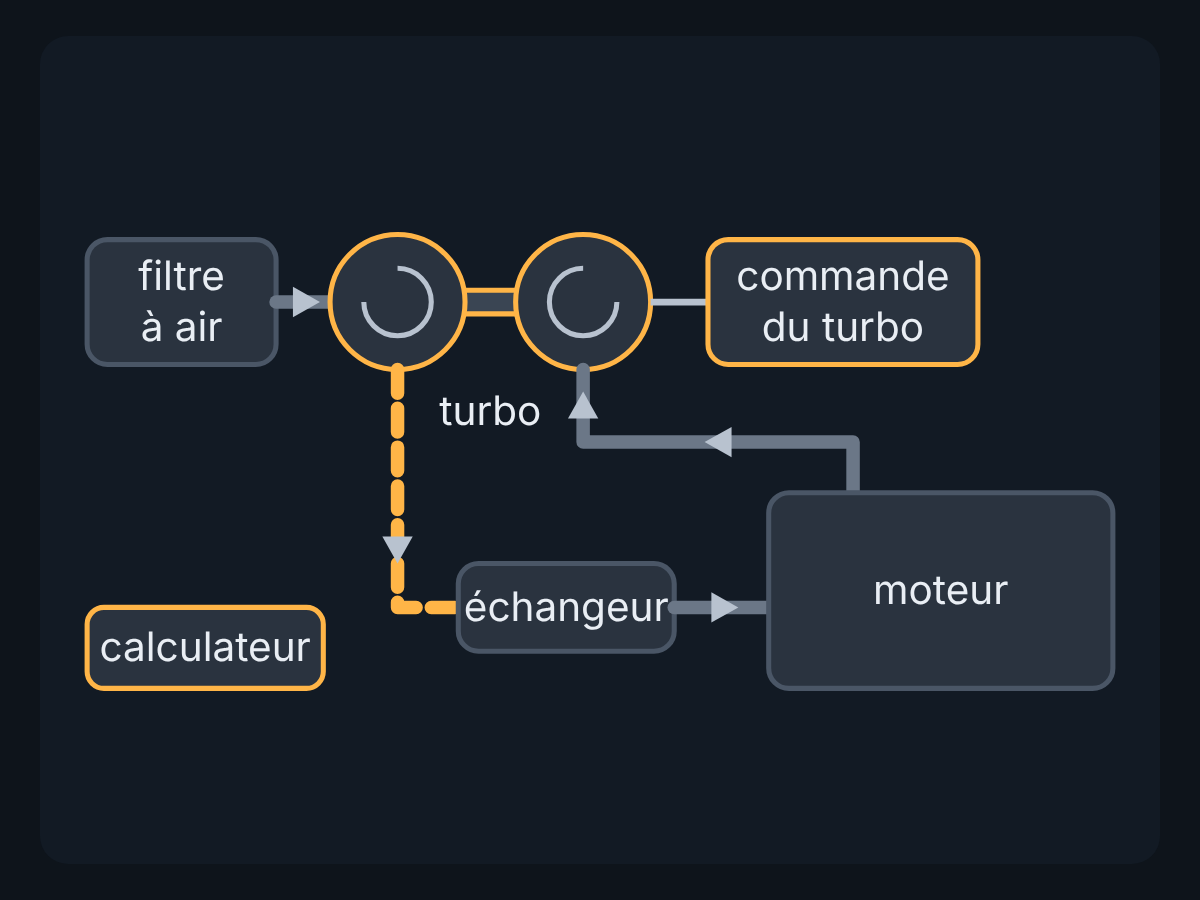 filtre
à air
commande
du turbo
turbo
échangeur
moteur
calculateur